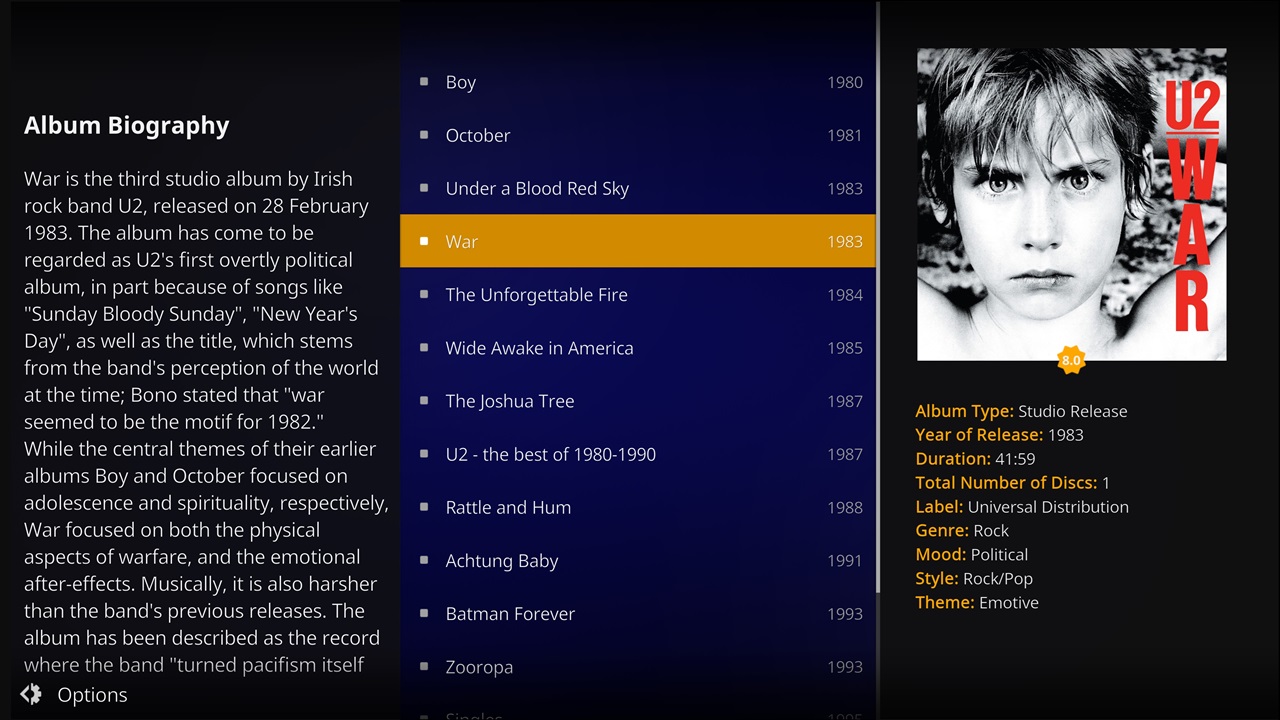 Album Biography
War is the third studio album by Irish
rock band U2, released on 28 February
1983. The album has come to be
regarded as U2's first overtly political
album, in part because of songs like
"Sunday Bloody Sunday", "New Year's
Day", as well as the title, which stems
from the band's perception of the world
at the time; Bono stated that "war
seemed to be the motif for 1982."
While the central themes of their earlier
albums Boy and October focused on
adolescence and spirituality, respectively,
War focused on both the physical
aspects of warfare, and the emotional
after-effects. Musically, it is also harsher
than the band's previous releases. The
album has been described as the record
where the band "turned pacifism itself
Options
Boy 1980
October 1981
Under a Blood Red Sky 1983
War 1983
The Unforgettable Fire 1984
Wide Awake in America 1985
The Joshua Tree 1987
U2 - the best of 1980-1990 1987
Rattle and Hum 1988
Achtung Baby 1991
Batman Forever 1993
Zooropa 1993
Singles 1995
U2
WAR
8.0
Album Type: Studio Release
Year of Release: 1983
Duration: 41:59
Total Number of Discs: 1
Label: Universal Distribution
Genre: Rock
Mood: Political
Style: Rock/Pop
Theme: Emotive